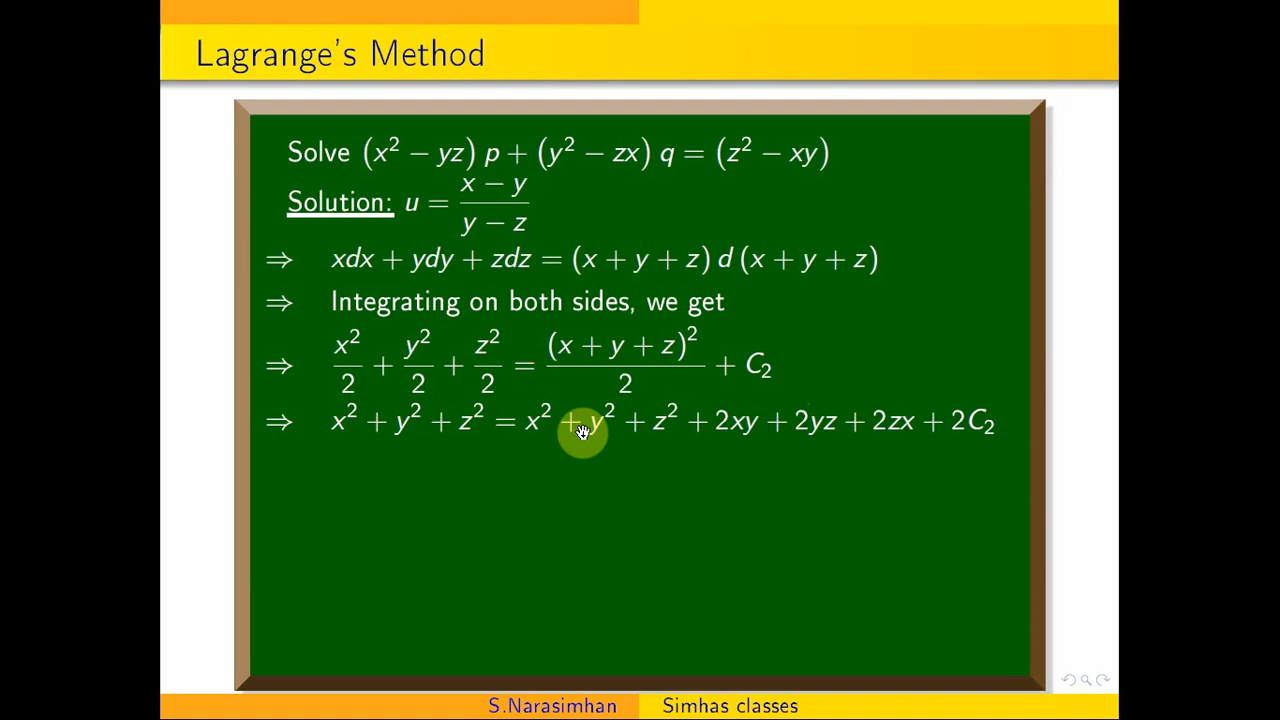 Lagrange's Method
Solve (x² − yz) p + (y² − zx) q = (z² − xy)
Solution: u = (x − y)/(y − z)
⇒ xdx + ydy + zdz = (x + y + z) d (x + y + z)
⇒ Integrating on both sides, we get
⇒ x²/2 + y²/2 + z²/2 = (x + y + z)²/2 + C₂
⇒ x² + y² + z² = x² + y² + z² + 2xy + 2yz + 2zx + 2C₂
S.Narasimhan Simhas classes